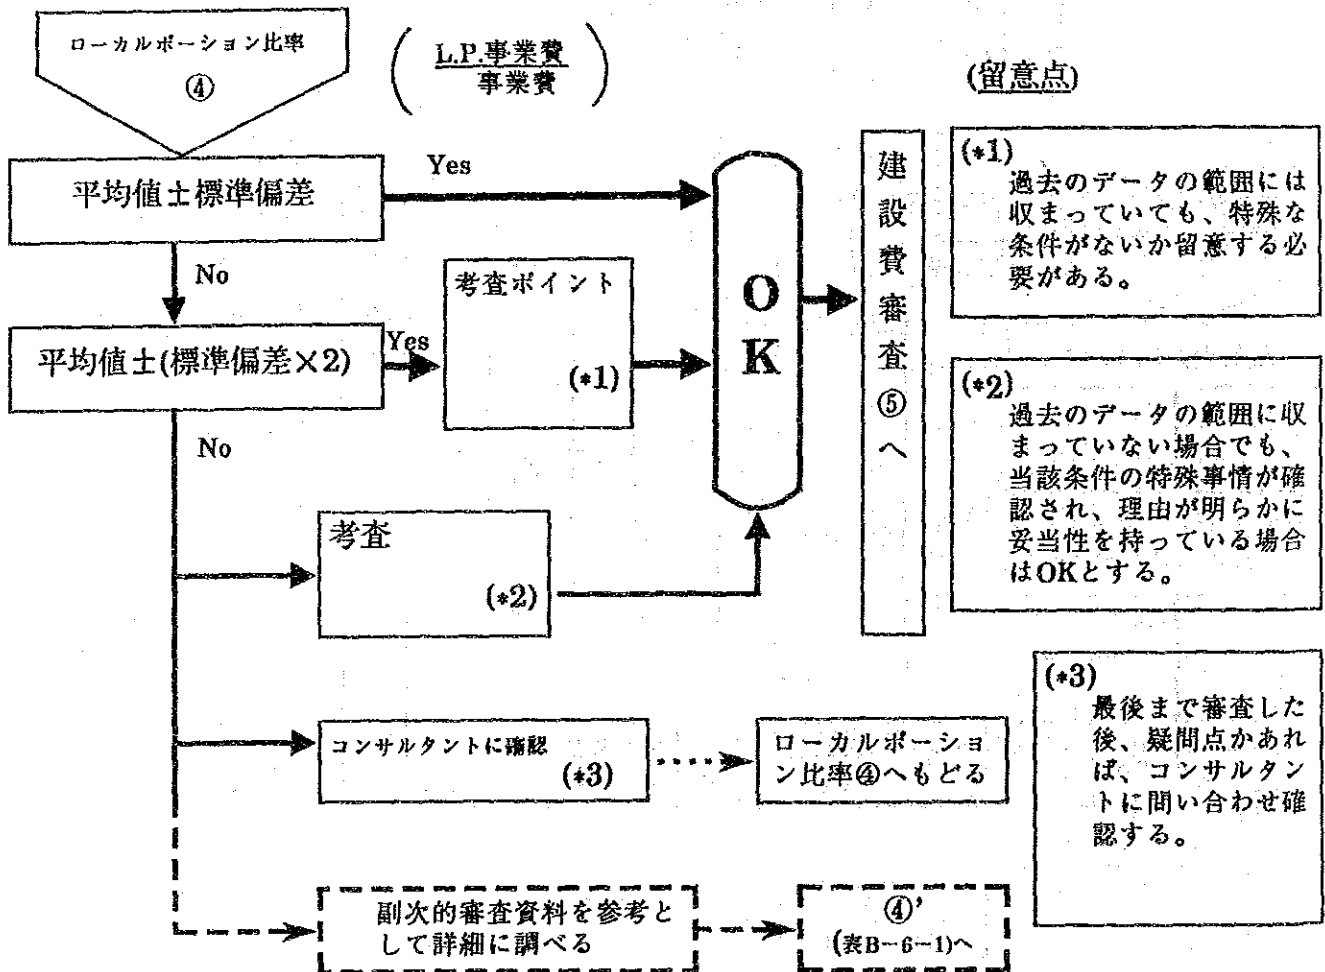 ローカルポーション比率
④
L.P.事業費
事業費
(留意点)
平均値±標準偏差
Yes
No
平均値±(標準偏差×2)
Yes
No
考査ポイント
(*1)
考査
(*2)
O
K
建設費審査⑤へ
(*1)
過去のデータの範囲には
収まっていても、特殊な
条件がないか留意する必
要がある。
(*2)
過去のデータの範囲に収
まっていない場合でも、
当該条件の特殊事情が確
認され、理由が明らかに
妥当性を持っている場合
はOKとする。
コンサルタントに確認
(*3)
ローカルポーショ
ン比率④へもどる
(*3)
最後まで審査した
後、疑問点かあれ
ば、コンサルタン
トに問い合わせ確
認する。
副次的審査資料を参考と
して詳細に調べる
④'
(表B-6-1)へ